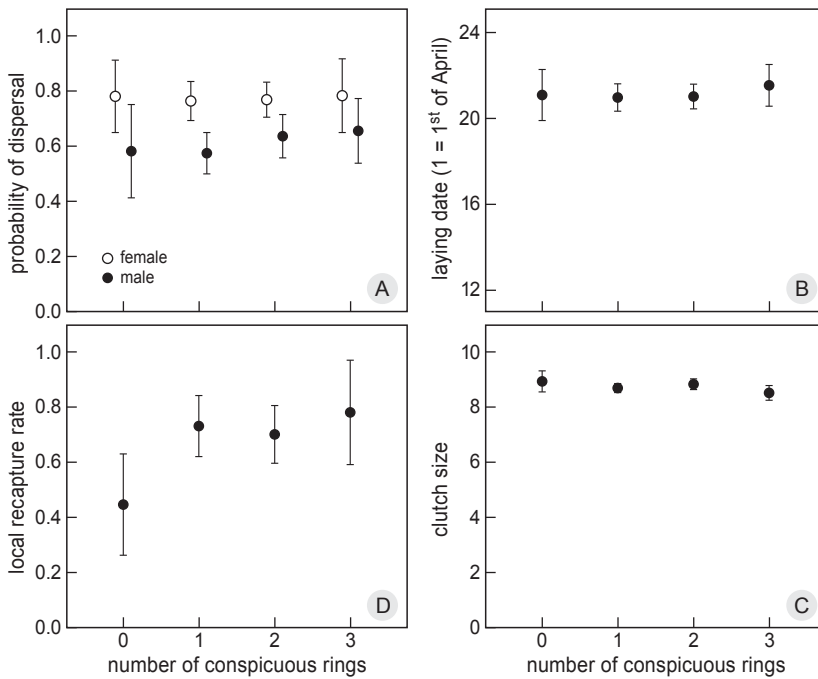 1.0
0.8
0.6
0.4
0.2
0.0
probability of dispersal
female
male
A
24
20
16
12
laying date (1 = 1st of April)
B
1.0
0.8
0.6
0.4
0.2
0.0
local recapture rate
D
0
1
2
3
number of conspicuous rings
10
8
6
4
2
0
clutch size
C
0
1
2
3
number of conspicuous rings